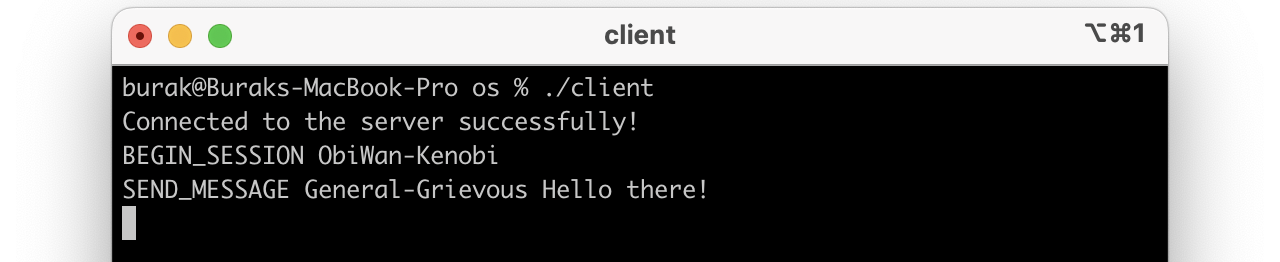 client ⌥⌘1
burak@Buraks-MacBook-Pro os % ./client
Connected to the server successfully!
BEGIN_SESSION ObiWan-Kenobi
SEND_MESSAGE General-Grievous Hello there!